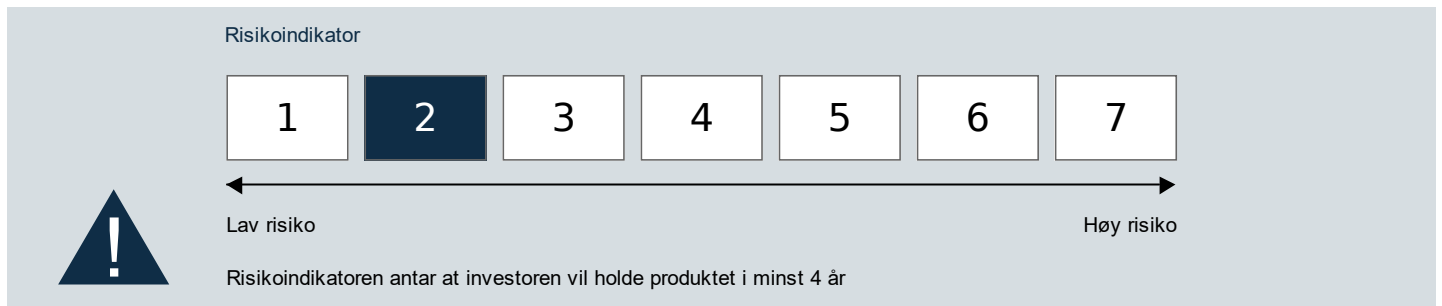 Risikoindikator
1 2 3 4 5 6 7
Lav risiko Høy risiko
!
Risikoindikatoren antar at investoren vil holde produktet i minst 4 år